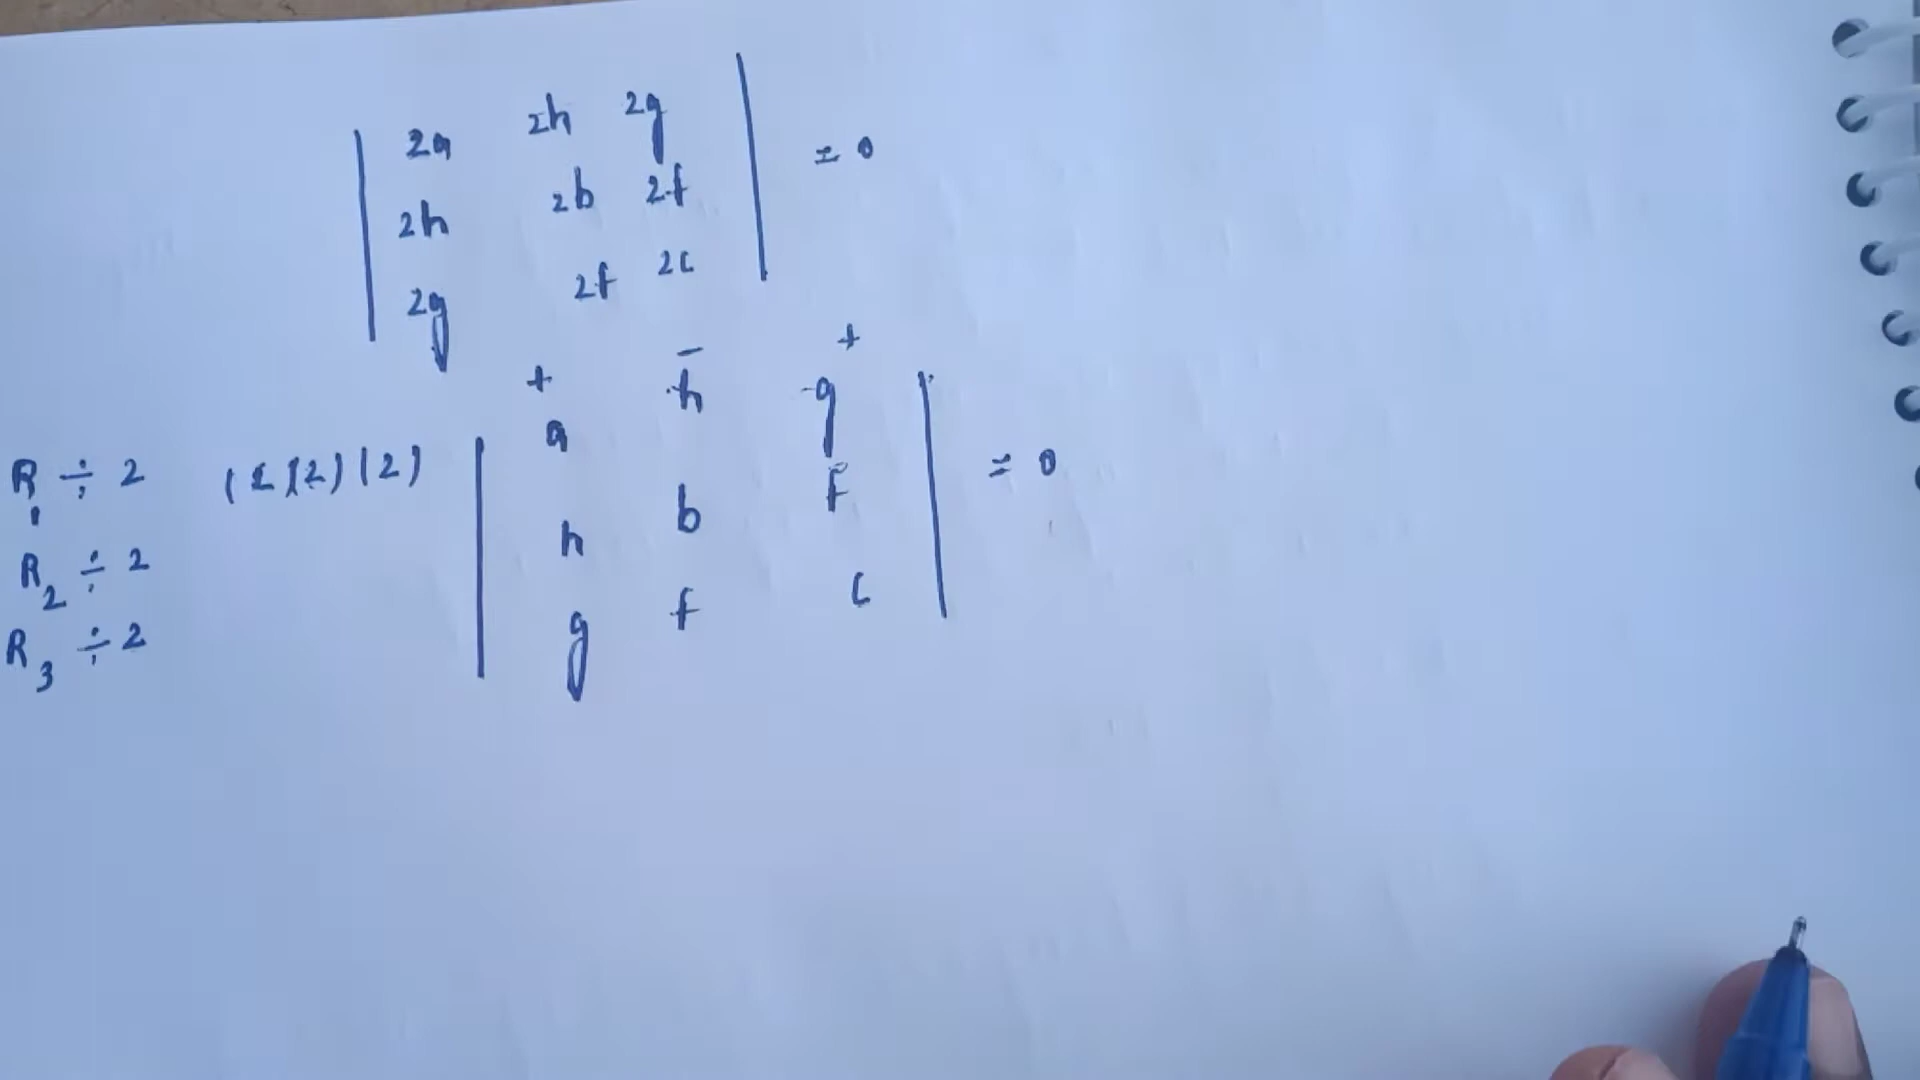 | 2a 2h 2g |
| 2h 2b 2f | = 0
| 2g 2f 2c |
+ - +
| a h g |
R1 ÷ 2 (2)(2)(2) | h b f | = 0
R2 ÷ 2 | g f c |
R3 ÷ 2